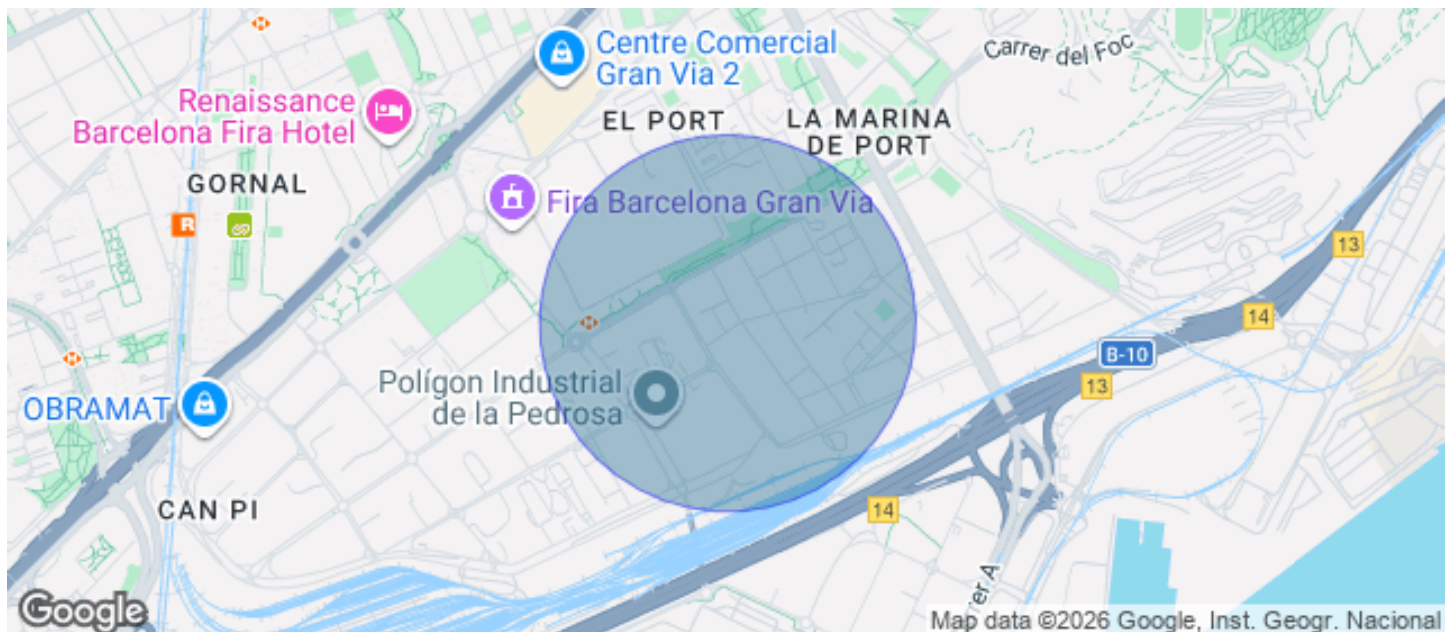 Centre Comercial
Gran Via 2
Carrer del Foc
Renaissance
Barcelona Fira Hotel
EL PORT
LA MARINA
DE PORT
GORNAL
R
Fira Barcelona Gran Via
13
14
B-10
13
Polígon Industrial
de la Pedrosa
OBRAMAT
CAN PI
14
rer A
Google
Map data ©2026 Google, Inst. Geogr. Nacional